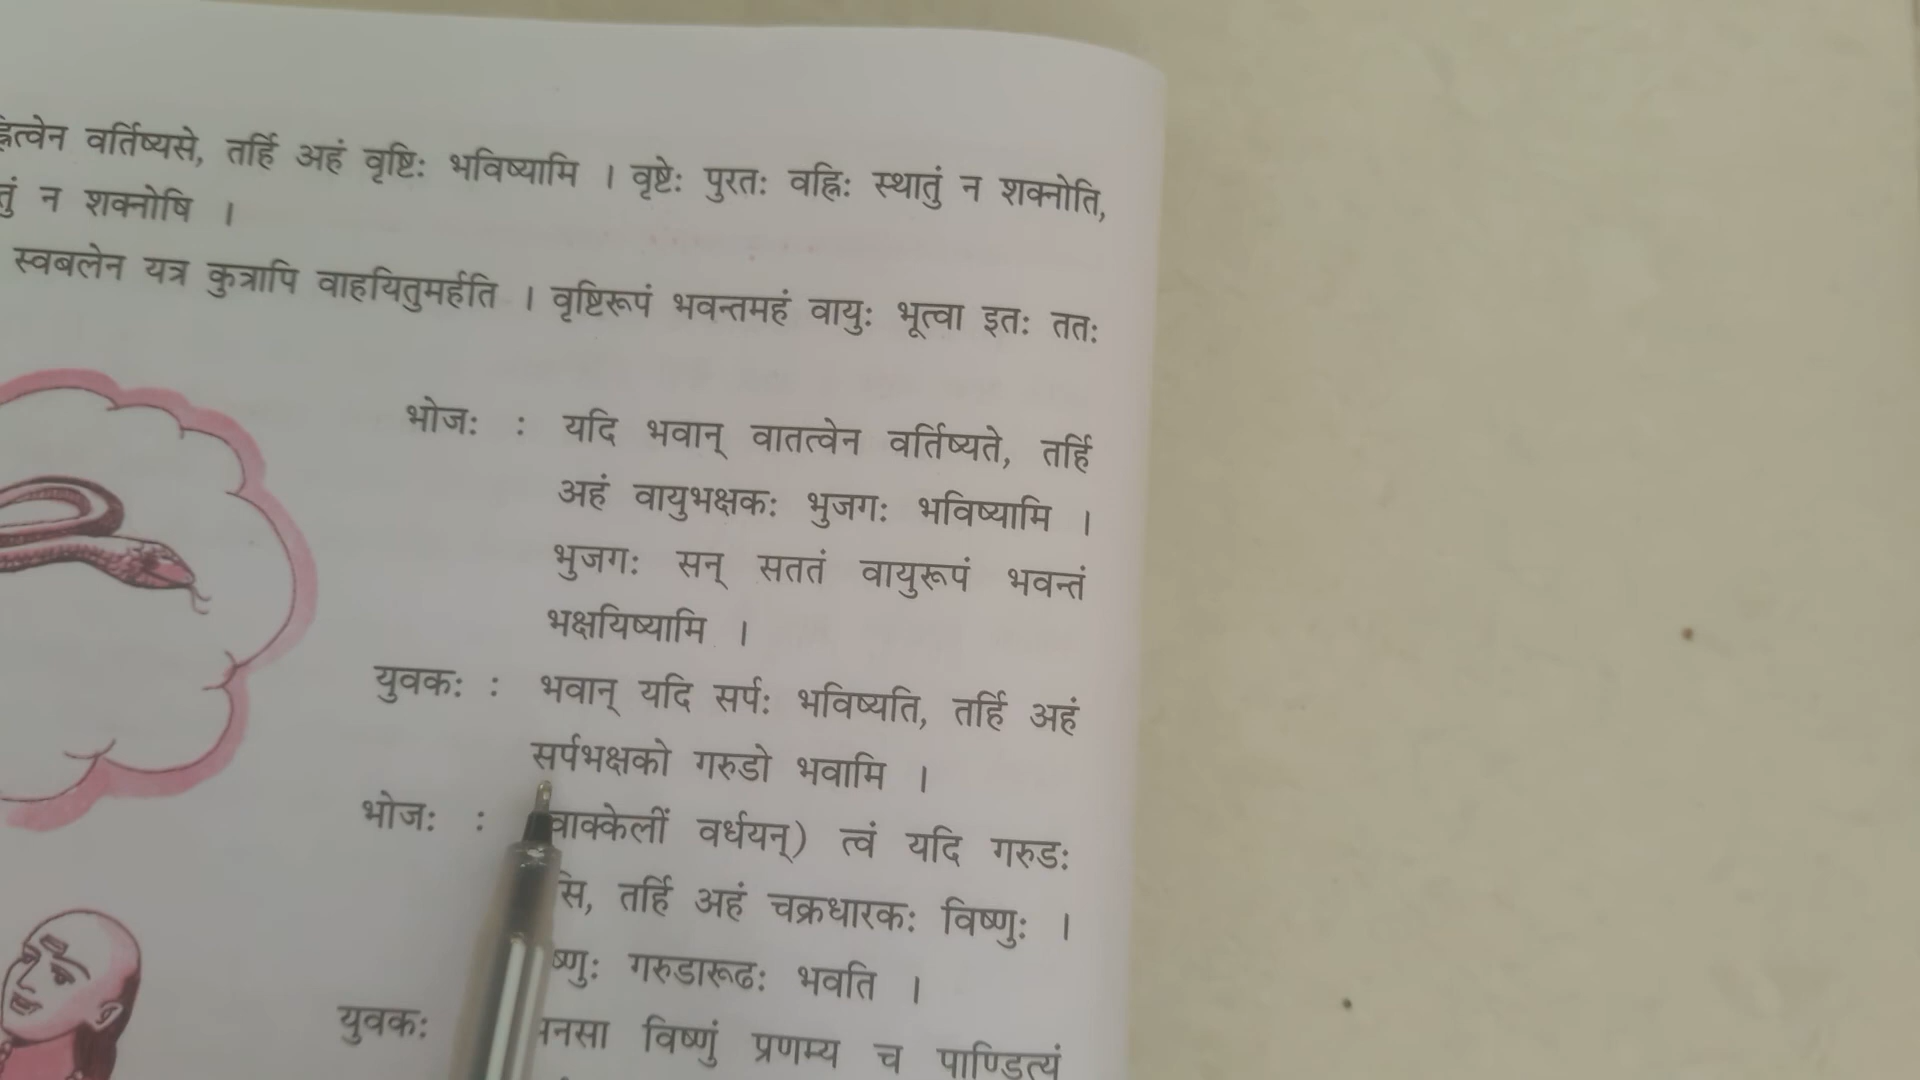 वर्तिष्यसे, तर्हि अहं वृष्टिः भविष्यामि । वृष्टेः पुरतः वह्निः स्थातुं न शक्नोति,
न शक्नोषि ।
स्वबलेन यत्र कुत्रापि वाहयितुमर्हति । वृष्टिरूपं भवन्तमहं वायुः भूत्वा इतः ततः
भोजः : यदि भवान् वातत्वेन वर्तिष्यते, तर्हि
अहं वायुभक्षकः भुजगः भविष्यामि ।
भुजगः सन् सततं वायुरूपं भवन्तं
भक्षयिष्यामि ।
युवकः : भवान् यदि सर्पः भविष्यति, तर्हि अहं
सर्पभक्षको गरुडो भवामि ।
भोजः : वाक्केलीं वर्धयन्) त्वं यदि गरुडः
तर्हि अहं चक्रधारकः विष्णुः ।
गरुडारूढः भवति ।
युवकः विष्णुं प्रणम्य च पाण्डित्यं